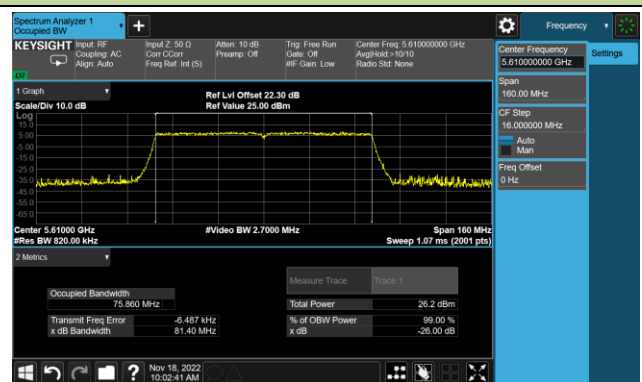 Spectrum Analyzer 1
Occupied BW
Frequency
KEYSIGHT
Input: RF
Coupling: AC
Align: Auto
Input Z: 50 Ω
Corr CCorr
Freq Ref: Int (S)
Atten: 10 dB
Preamp: Off
Trig: Free Run
Gate: Off
#IF Gain: Low
Center Freq: 5.610000000 GHz
Avg|Hold:>10/10
Radio Std: None
LW
Center Frequency
5.610000000 GHz
Settings
Span
160.00 MHz
CF Step
16.000000 MHz
Auto
Man
Freq Offset
0 Hz
1 Graph
Scale/Div 10.0 dB
Ref Lvl Offset 22.30 dB
Ref Value 25.00 dBm
Log
15.0
5.00
-5.00
-15.0
-25.0
-35.0
-45.0
-55.0
-65.0
Center 5.61000 GHz
#Res BW 820.00 kHz
#Video BW 2.7000 MHz
Span 160 MHz
Sweep 1.07 ms (2001 pts)
2 Metrics
Measure Trace
Trace 1
Occupied Bandwidth
75.860 MHz
Total Power
26.2 dBm
Transmit Freq Error
-6.487 kHz
% of OBW Power
99.00 %
x dB Bandwidth
81.40 MHz
x dB
-26.00 dB
?
Nov 18, 2022
10:02:41 AM